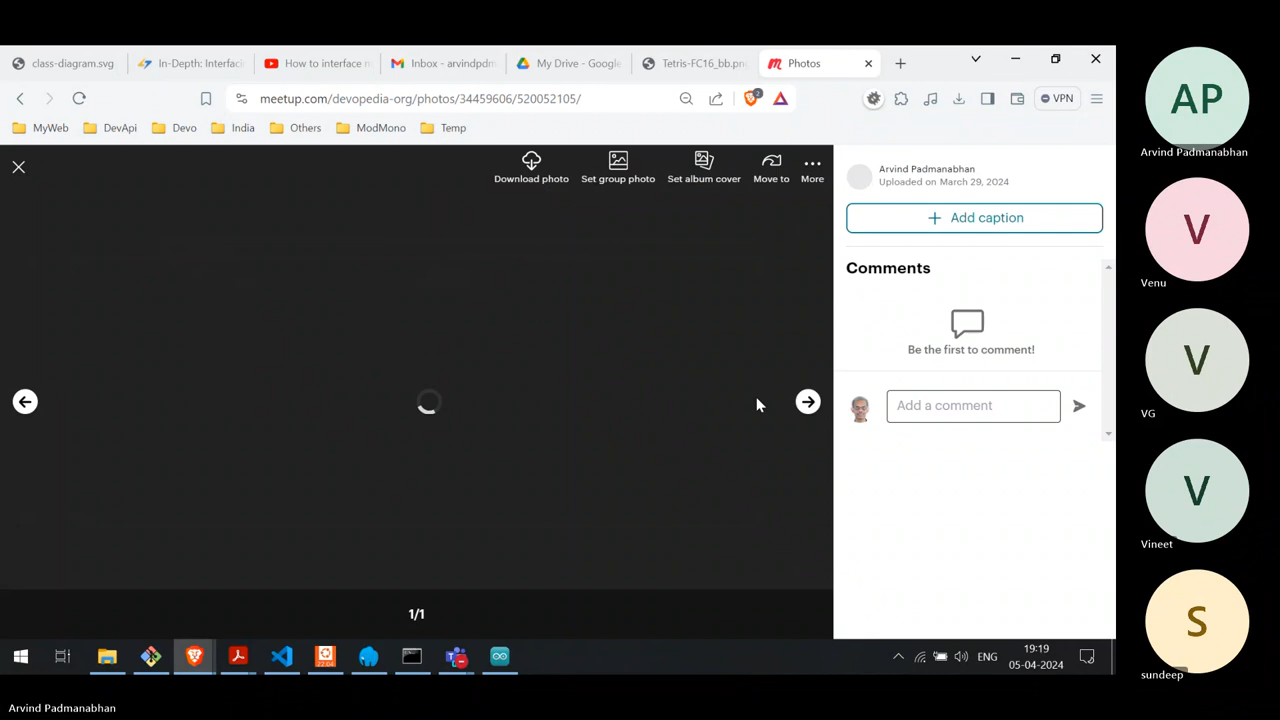 class-diagram.svg
In-Depth: Interfac
How to interface n
Inbox - arvindpdm
My Drive - Google
Tetris-FC16_bb.pn
Photos
meetup.com/devopedia-org/photos/34459606/520052105/
2
VPN
MyWeb
DevApi
Devo
India
Others
ModMono
Temp
Download photo
Set group photo
Set album cover
Move to
More
Arvind Padmanabhan
Uploaded on March 29, 2024
+ Add caption
Comments
Be the first to comment!
Add a comment
1/1
22.04
ENG
19:19
05-04-2024
AP
Arvind Padmanabhan
V
Venu
V
VG
V
Vineet
S
sundeep
Arvind Padmanabhan